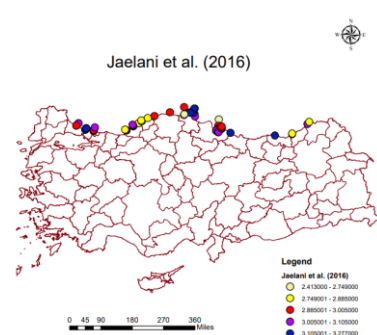 N
W E
S
Jaelani et al. (2016)
Legend
Jaelani et al. (2016)
2.413000 - 2.749000
2.749001 - 2.885000
2.885001 - 3.005000
3.005001 - 3.105000
3.105001 - 3.277000
0 45 90 180 270 360
Miles